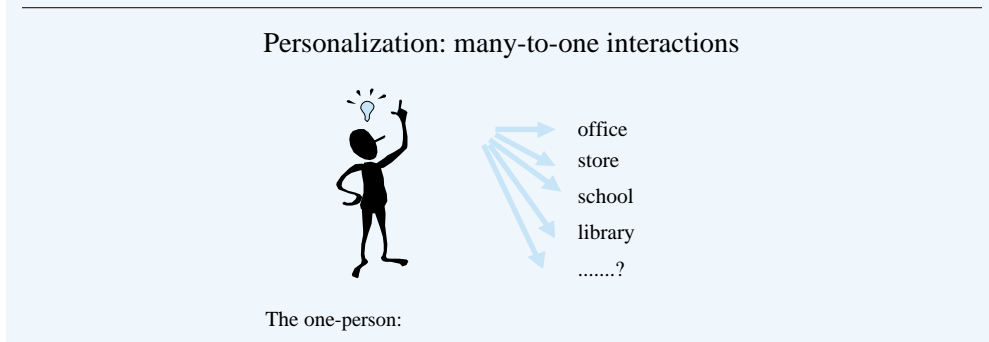 Personalization: many-to-one interactions
office
store
school
library
.......?
The one-person: